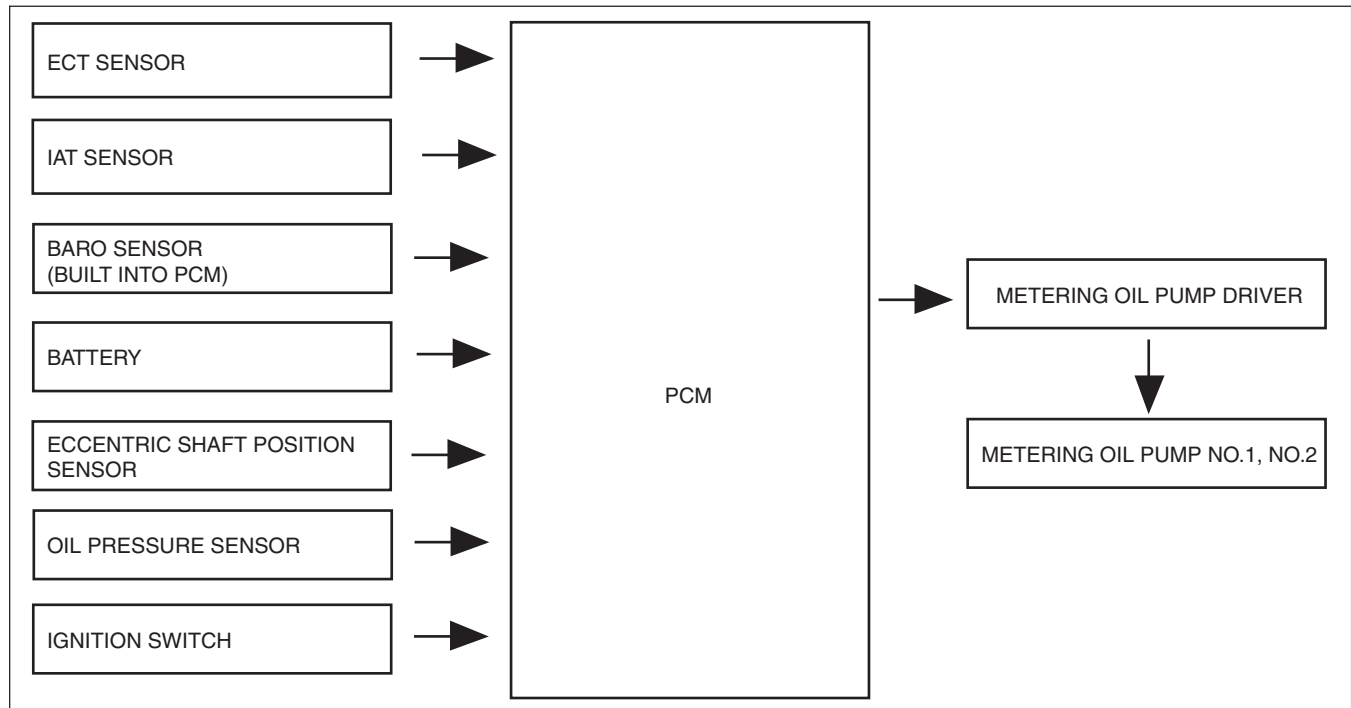 ECT SENSOR
IAT SENSOR
BARO SENSOR
(BUILT INTO PCM)
BATTERY
ECCENTRIC SHAFT POSITION
SENSOR
OIL PRESSURE SENSOR
IGNITION SWITCH
PCM
METERING OIL PUMP DRIVER
METERING OIL PUMP NO.1, NO.2